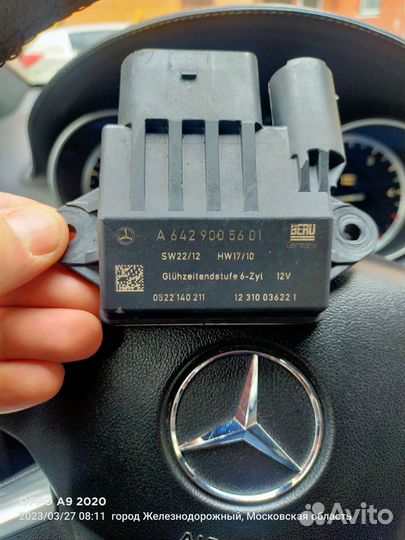 A 642 900 56 01
BERU
Germany
SW22/12 HW17/10
Glühzeitendstufe 6-Zyl 12V
0522 140 211 12 310 03622 1
OPPO A9 2020
2023/03/27 08:11 город Железнодорожный, Московская область
Avito